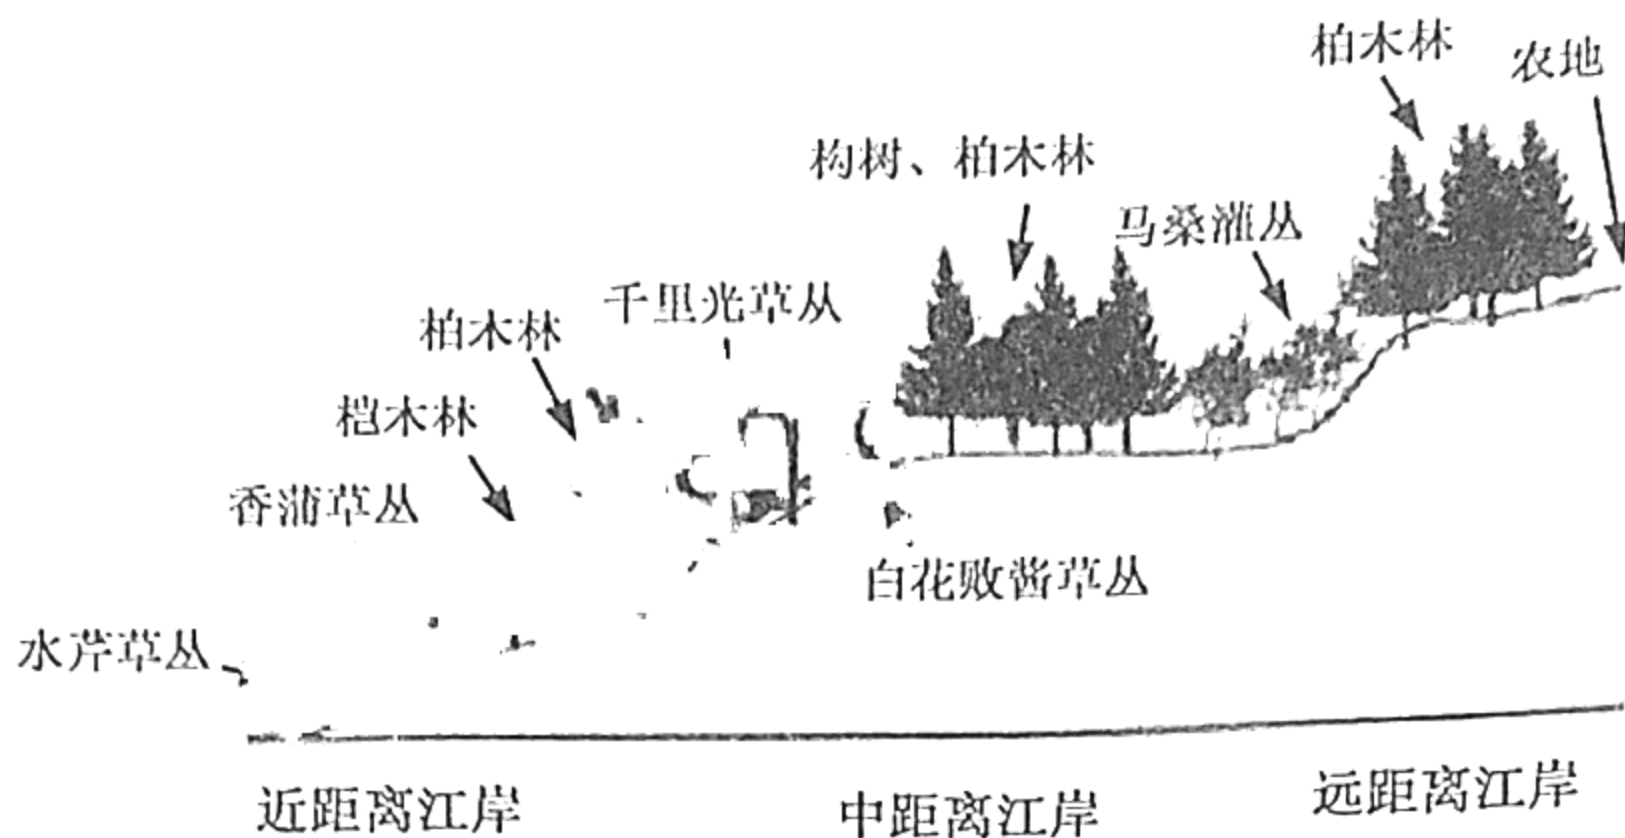 柏木林
农地
构树、柏木林
马桑灌丛
千里光草丛
柏木林
桤木林
香蒲草丛
白花败酱草丛
水芹草丛
近距离江岸
中距离江岸
远距离江岸